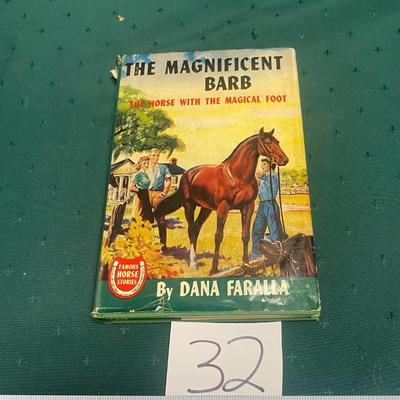 THE MAGNIFICENT
BARB
THE HORSE WITH THE MAGICAL FOOT
FAMOUS
HORSE
STORIES
By DANA FARALLA
32